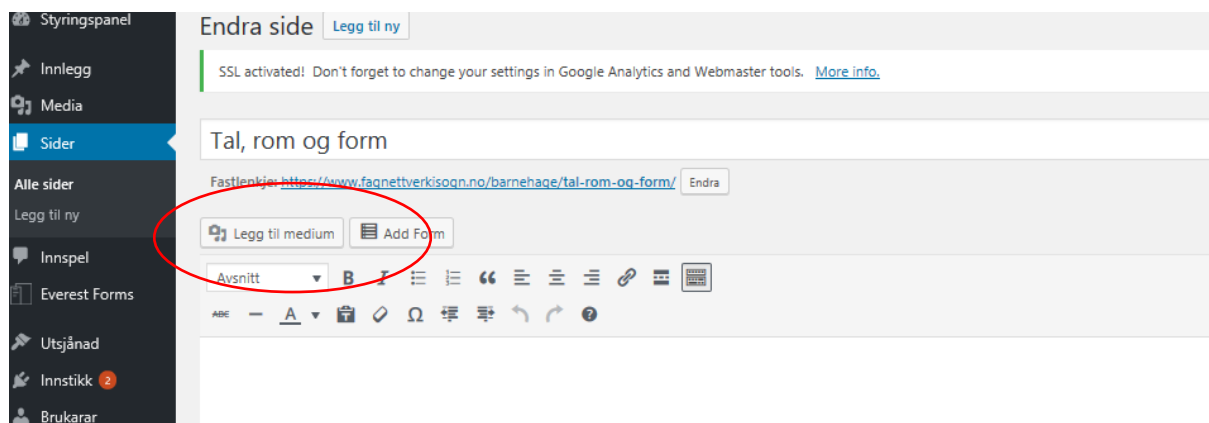 Styringspanel
Innlegg
Media
Sider
Alle sider
Legg til ny
Innspel
Everest Forms
Utsjånad
Innstikk 2
Brukarar
Endra side Legg til ny
SSL activated! Don't forget to change your settings in Google Analytics and Webmaster tools. More info.
Tal, rom og form
Fastlenkje: https://www.fagnettverkisogn.no/barnehage/tal-rom-og-form/ Endra
Legg til medium Add Form
Avsnitt B I
ABC A Ω